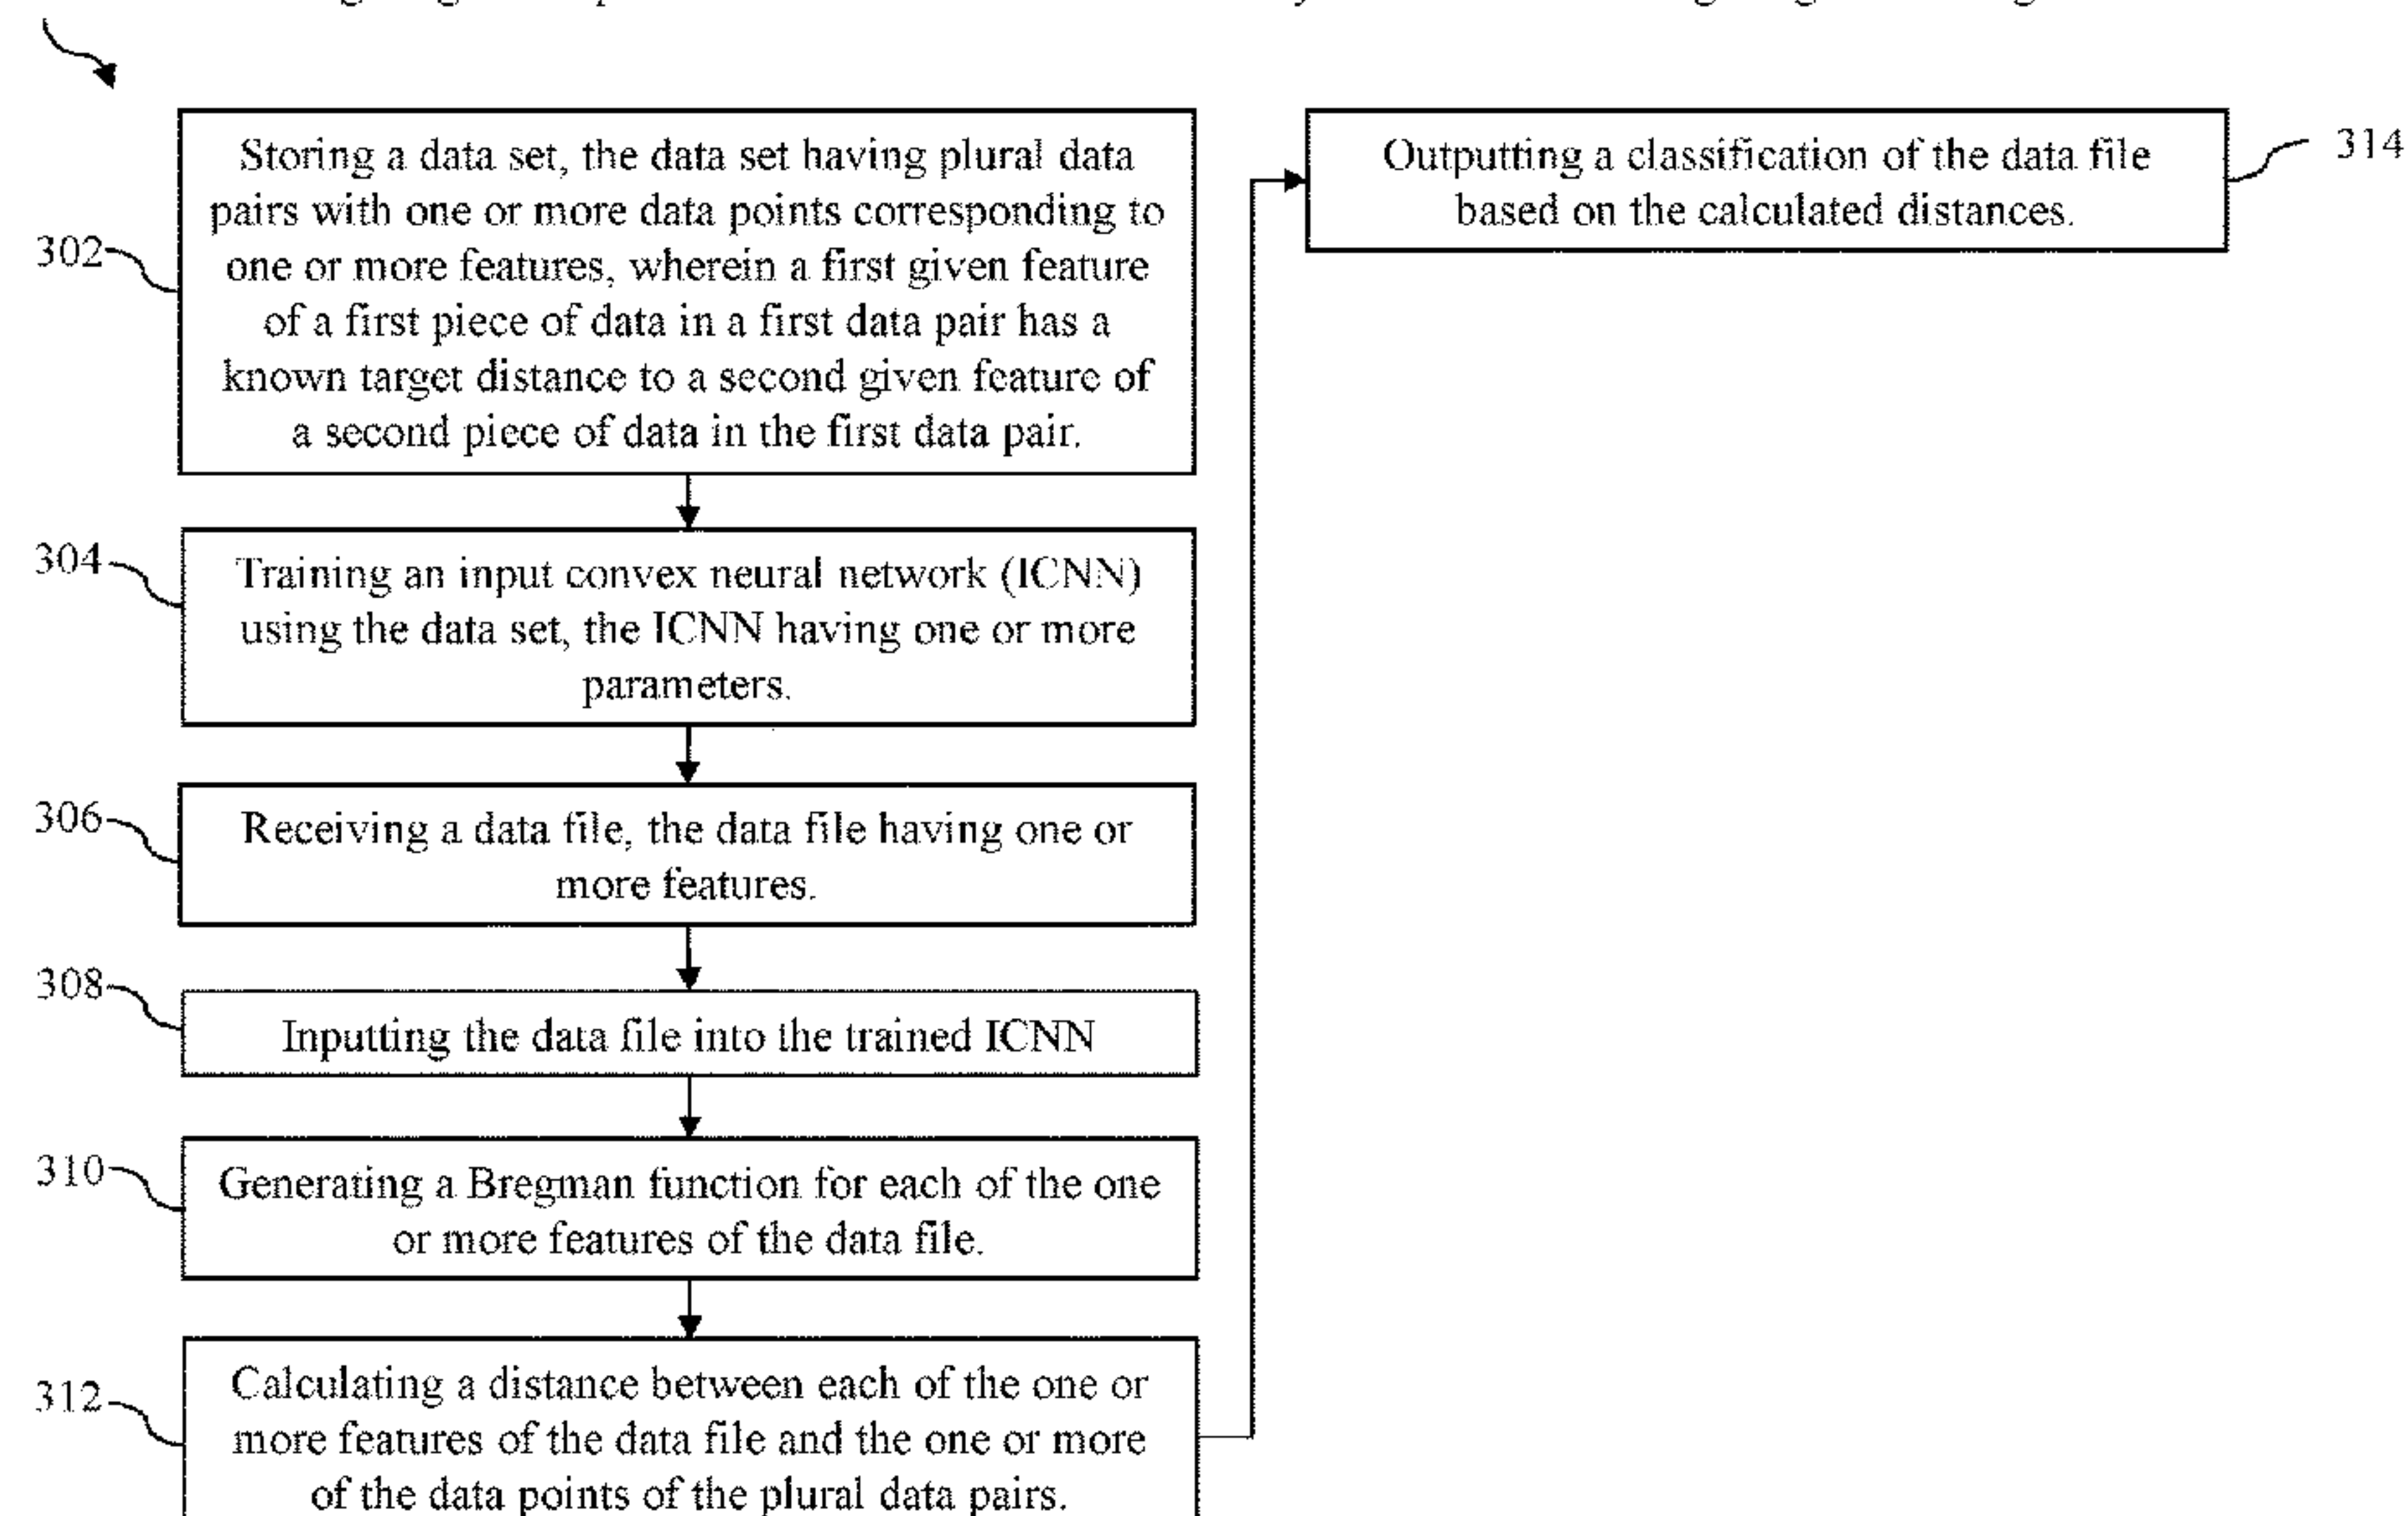 302
Storing a data set, the data set having plural data
pairs with one or more data points corresponding to
one or more features, wherein a first given feature
of a first piece of data in a first data pair has a
known target distance to a second given feature of
a second piece of data in the first data pair.
304
Training an input convex neural network (ICNN)
using the data set, the ICNN having one or more
parameters.
306
Receiving a data file, the data file having one or
more features.
308
Inputting the data file into the trained ICNN
310
Generating a Bregman function for each of the one
or more features of the data file.
312
Calculating a distance between each of the one or
more features of the data file and the one or more
of the data points of the plural data pairs.
Outputting a classification of the data file
based on the calculated distances.
314